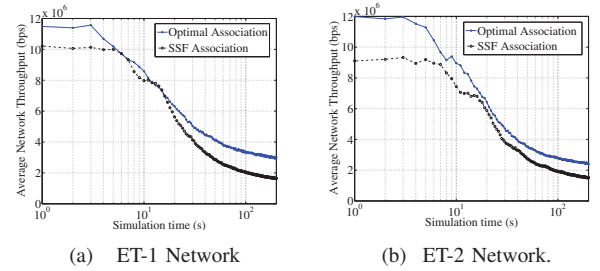 12 x 10^6
Optimal Association
SSF Association
Average Network Throughput (bps)
10
8
6
4
2
0
10^0
10^1
10^2
Simulation time (s)
(a) ET-1 Network
12 x 10^6
Optimal Association
SSF Association
Average Network Throughput (bps)
10
8
6
4
2
0
10^0
10^1
10^2
Simulation time (s)
(b) ET-2 Network.